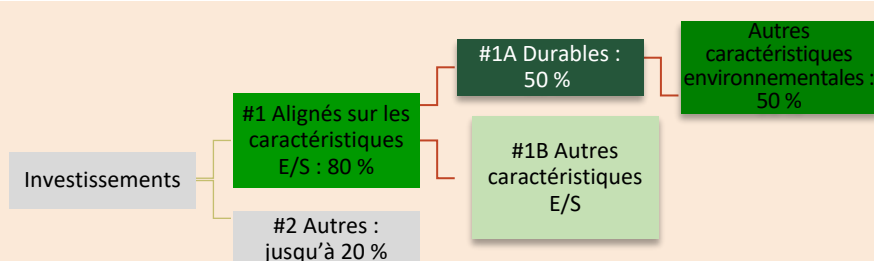 Investissements
#1 Alignés sur les
caractéristiques
E/S : 80 %
#2 Autres :
jusqu'à 20 %
#1A Durables :
50 %
#1B Autres
caractéristiques
E/S
Autres
caractéristiques
environnementales :
50 %